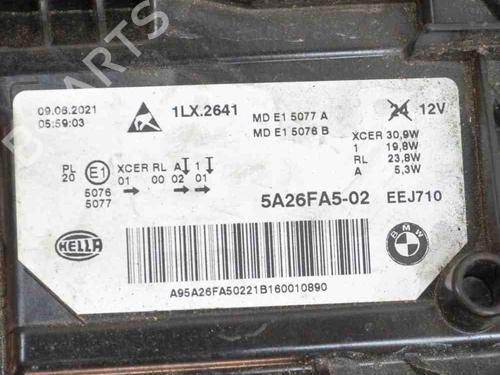 09.08.2021
05:59:03
1LX.2641
MD E1 5077 A
MD E1 5076 B
24 12V
XCER 30,9W
1 19,8W
RL 23,8W
A 5,3W
PL
20
E1
XCER RL A 1
01 00 02 01
5076
5077
5A26FA5-02 EEJ710
HELLA
BMW
A95A26FA50221B160010890